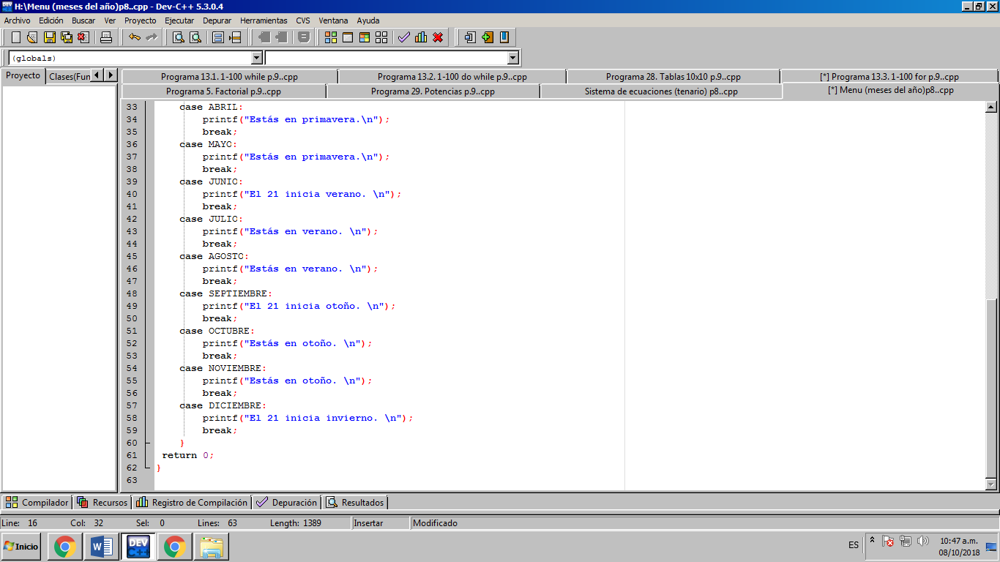 H:\Menu (meses del año)p8..cpp - Dev-C++ 5.3.0.4
Archivo Edición Buscar Ver Proyecto Ejecutar Depurar Herramientas CVS Ventana Ayuda
(globals)
Proyecto Clases(Fun
Programa 13.1. 1-100 while p.9..cpp Programa 13.2. 1-100 do while p.9..cpp Programa 28. Tablas 10x10 p.9..cpp [*] Programa 13.3. 1-100 for p.9..cpp
Programa 5. Factorial p.9..cpp Programa 29. Potencias p.9..cpp Sistema de ecuaciones (tenario) p8..cpp [*] Menu (meses del año)p8..cpp
33 case ABRIL:
34 printf("Estás en primavera.\n");
35 break;
36 case MAYO:
37 printf("Estás en primavera.\n");
38 break;
39 case JUNIO:
40 printf("El 21 inicia verano. \n");
41 break;
42 case JULIO:
43 printf("Estás en verano. \n");
44 break;
45 case AGOSTO:
46 printf("Estás en verano. \n");
47 break;
48 case SEPTIEMBRE:
49 printf("El 21 inicia otoño. \n");
50 break;
51 case OCTUBRE:
52 printf("Estás en otoño. \n");
53 break;
54 case NOVIEMBRE:
55 printf("Estás en otoño. \n");
56 break;
57 case DICIEMBRE:
58 printf("El 21 inicia invierno. \n");
59 break;
60 }
61 return 0;
62 }
63
Compilador Recursos Registro de Compilación Depuración Resultados
Line: 16 Col: 32 Sel: 0 Lines: 63 Length: 1389 Insertar Modificado
Inicio W DEV C++ ES 10:47 a.m.
08/10/2018